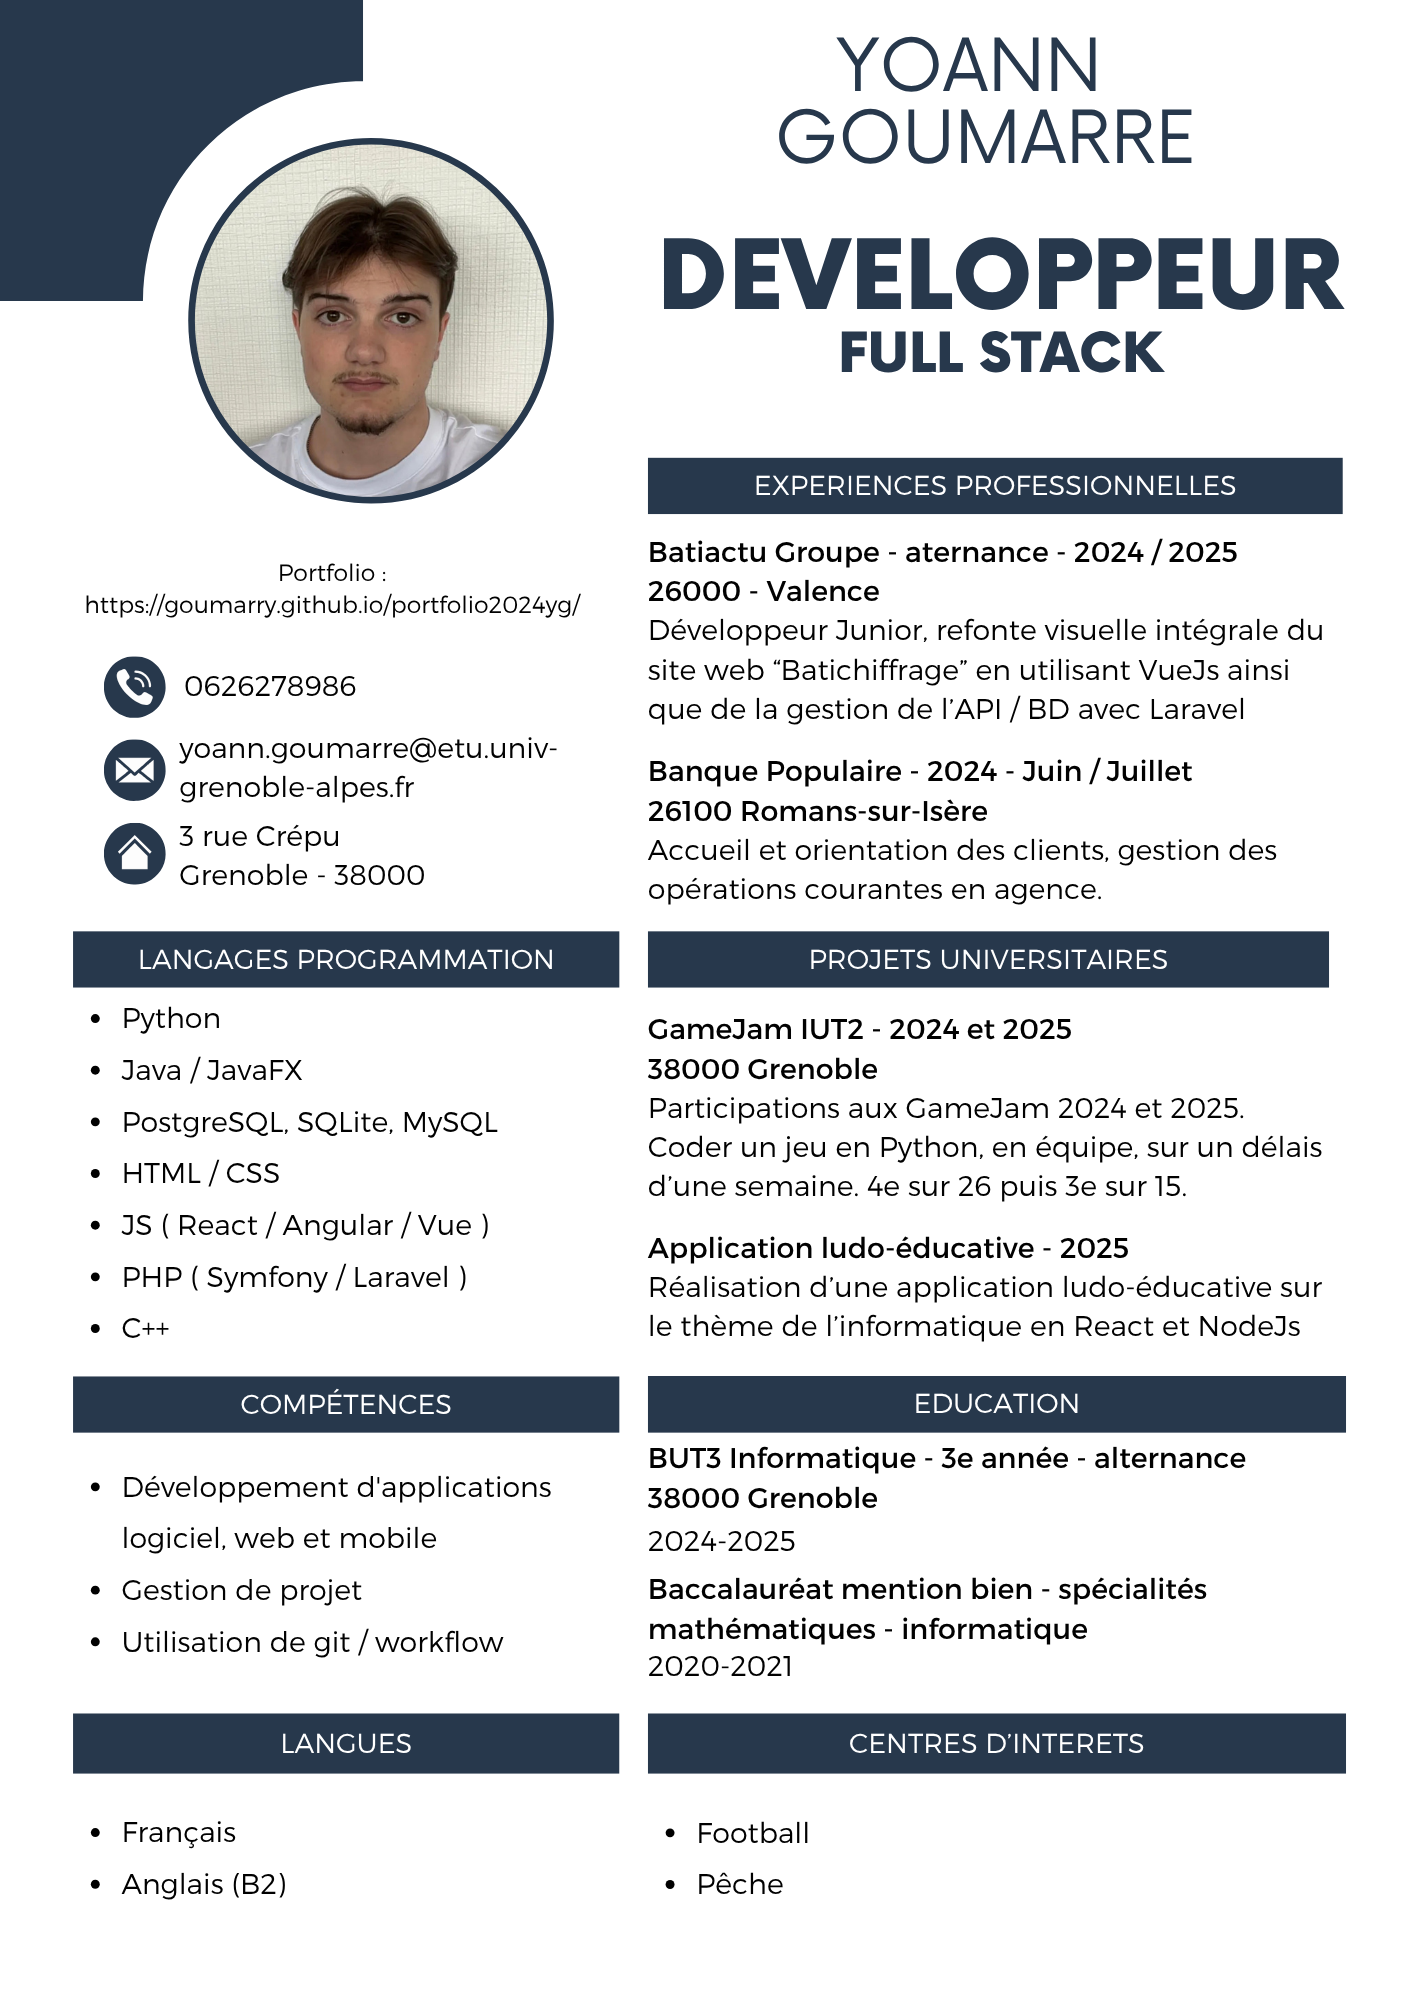 YOANN
GOUMARRE
DEVELOPPEUR
FULL STACK
Portfolio :
https://goumarry.github.io/portfolio2024yg/
0626278986
yoann.goumarre@etu.univ-
grenoble-alpes.fr
3 rue Crépu
Grenoble - 38000
LANGAGES PROGRAMMATION
Python
Java / JavaFX
PostgreSQL, SQLite, MySQL
HTML / CSS
JS ( React / Angular / Vue )
PHP ( Symfony / Laravel )
C++
COMPÉTENCES
Développement d'applications
logiciel, web et mobile
Gestion de projet
Utilisation de git / workflow
LANGUES
Français
Anglais (B2)
EXPERIENCES PROFESSIONNELLES
Batiactu Groupe - aternance - 2024 / 2025
26000 - Valence
Développeur Junior, refonte visuelle intégrale du
site web “Batichiffrage” en utilisant VueJs ainsi
que de la gestion de l’API / BD avec Laravel
Banque Populaire - 2024 - Juin / Juillet
26100 Romans-sur-Isère
Accueil et orientation des clients, gestion des
opérations courantes en agence.
PROJETS UNIVERSITAIRES
GameJam IUT2 - 2024 et 2025
38000 Grenoble
Participations aux GameJam 2024 et 2025.
Coder un jeu en Python, en équipe, sur un délais
d’une semaine. 4e sur 26 puis 3e sur 15.
Application ludo-éducative - 2025
Réalisation d’une application ludo-éducative sur
le thème de l’informatique en React et NodeJs
EDUCATION
BUT3 Informatique - 3e année - alternance
38000 Grenoble
2024-2025
Baccalauréat mention bien - spécialités
mathématiques - informatique
2020-2021
CENTRES D’INTERETS
Football
Pêche